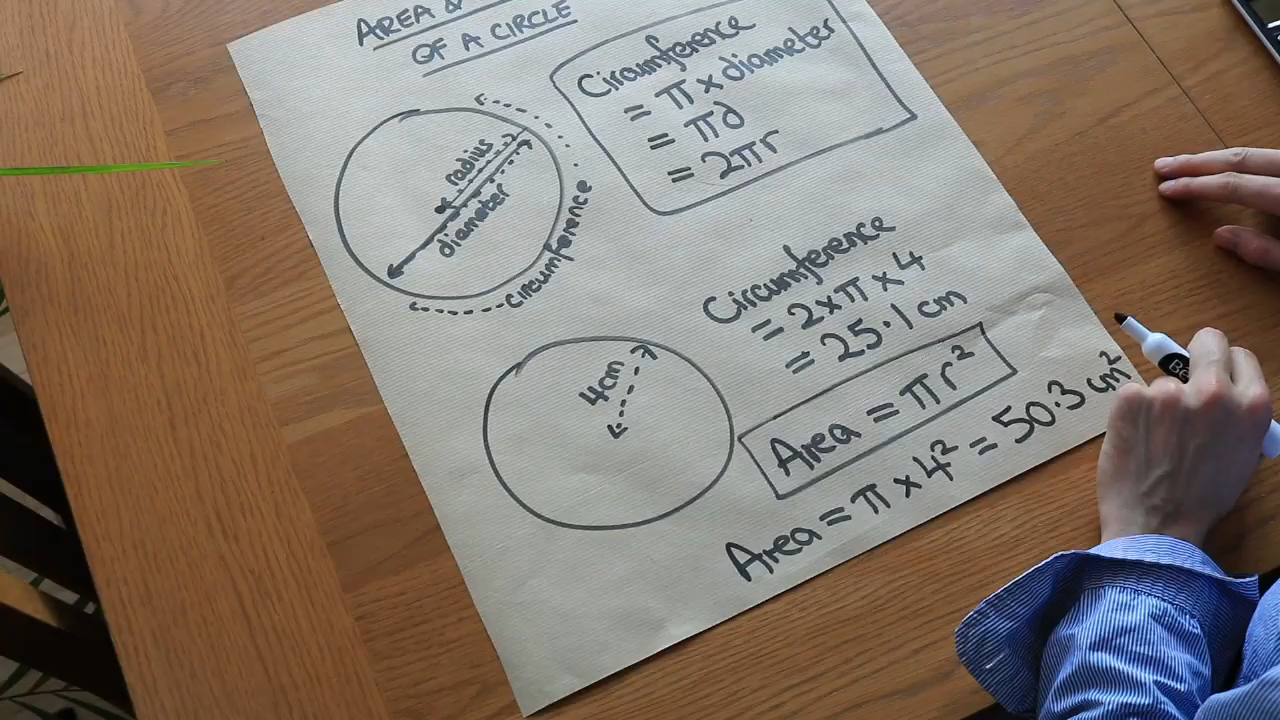 AREA &
OF A CIRCLE
radius
diameter
circumference
Circumference
= π x diameter
= πd
= 2πr
4cm
Circumference
= 2 x π x 4
= 25.1 cm
Area = πr²
Area = π x 4² = 50.3 cm²